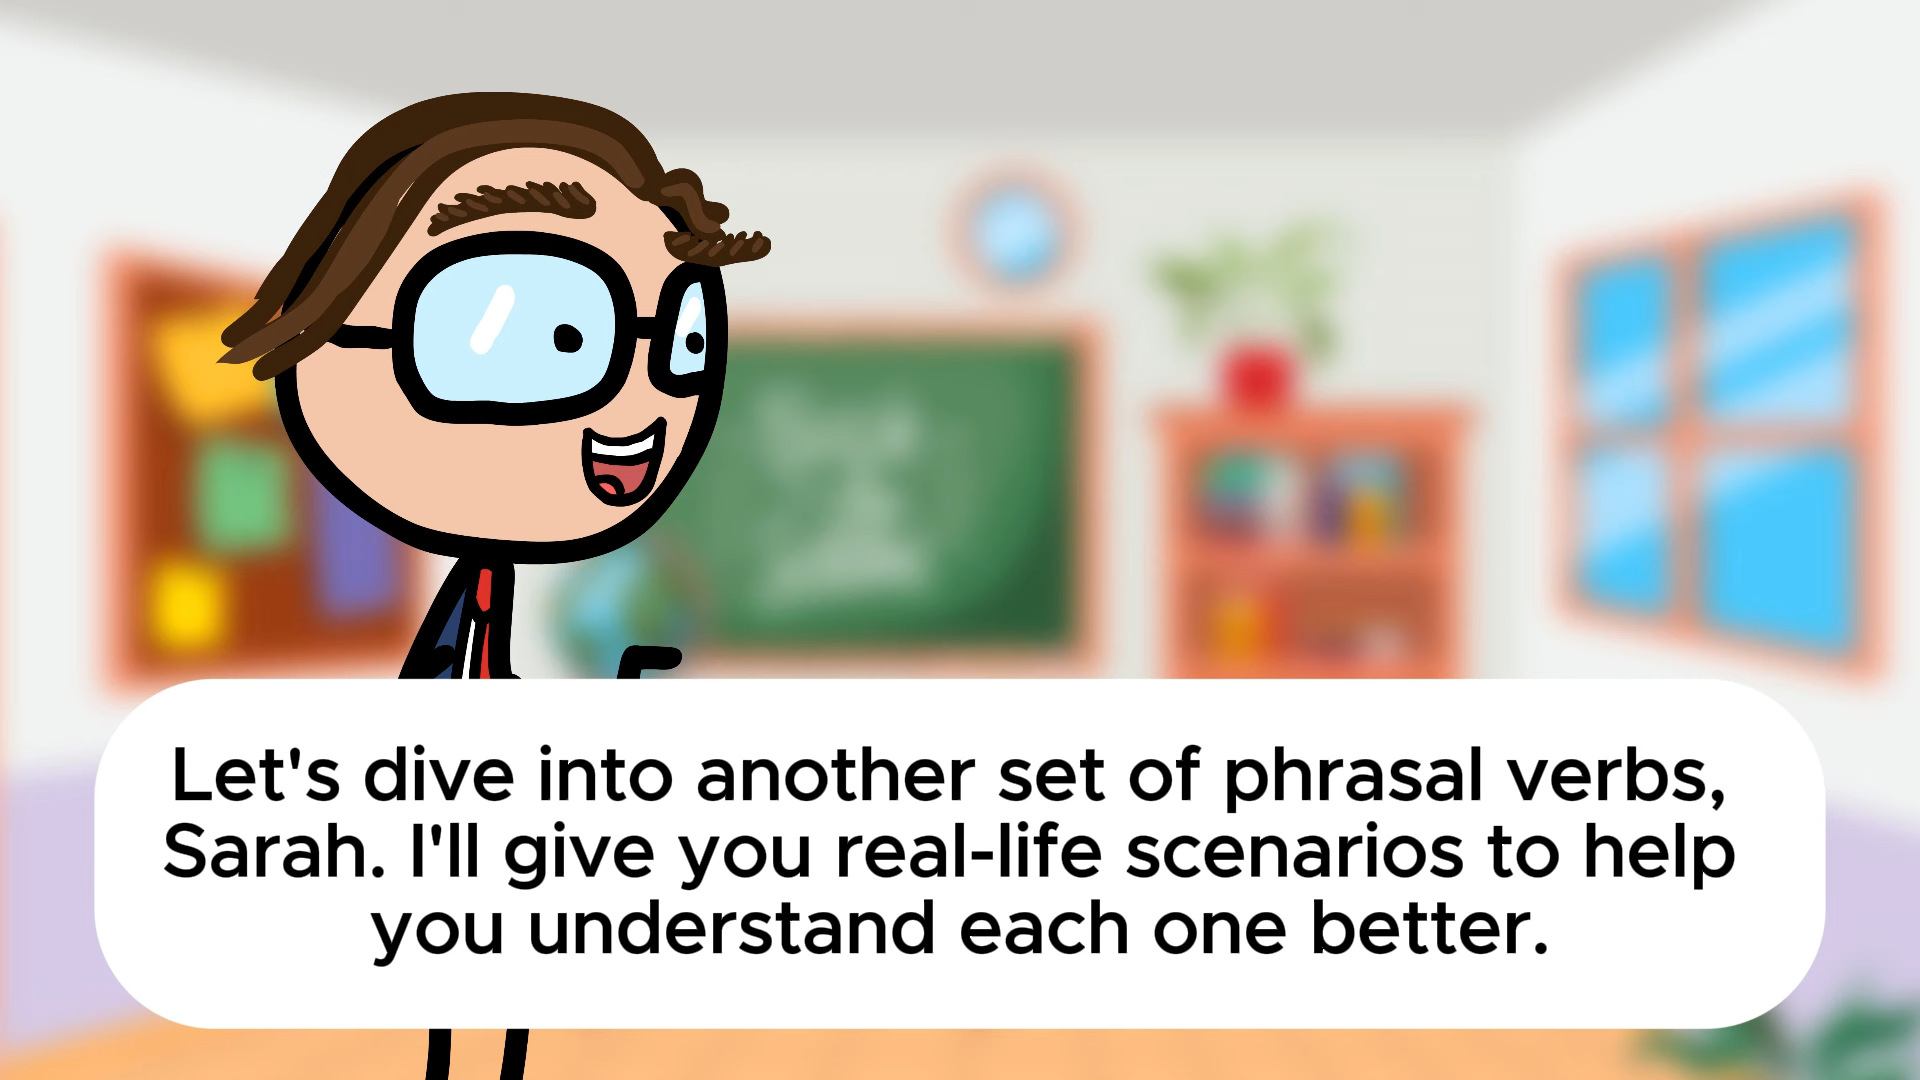 Let's dive into another set of phrasal verbs,
Sarah. I'll give you real-life scenarios to help
you understand each one better.